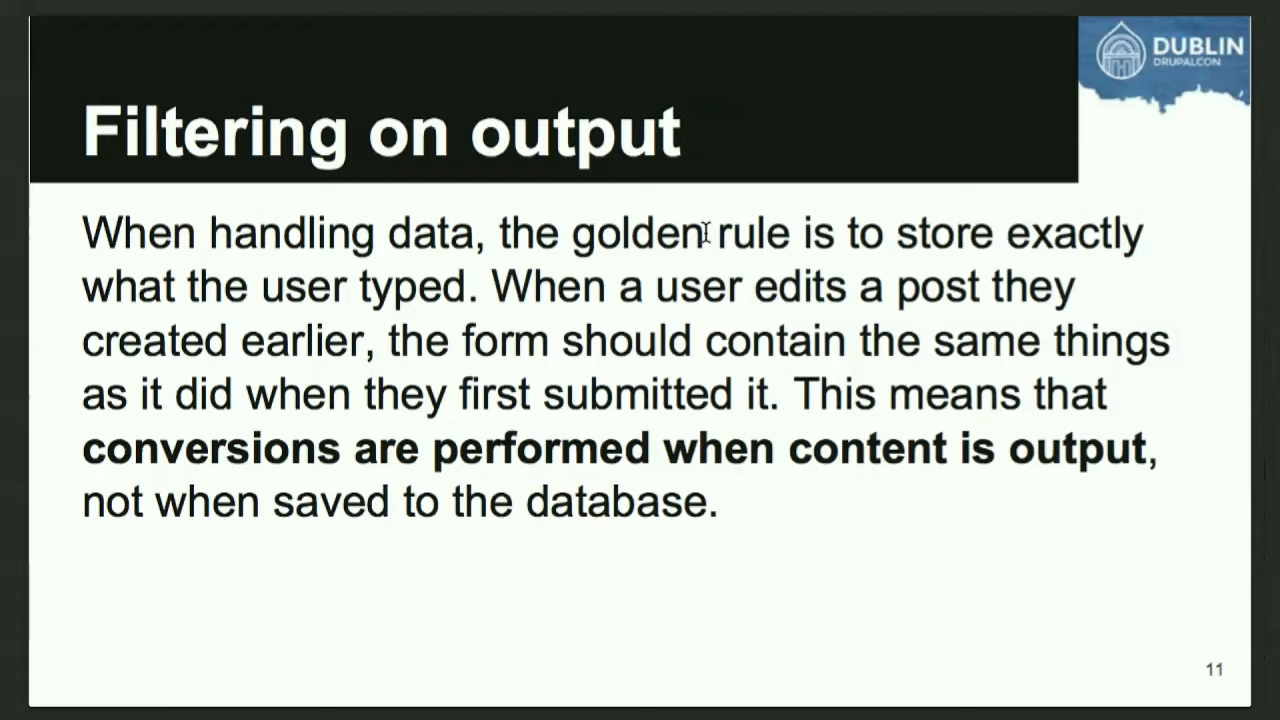 DUBLIN
DRUPALCON
Filtering on output
When handling data, the golden rule is to store exactly
what the user typed. When a user edits a post they
created earlier, the form should contain the same things
as it did when they first submitted it. This means that
conversions are performed when content is output,
not when saved to the database.
11